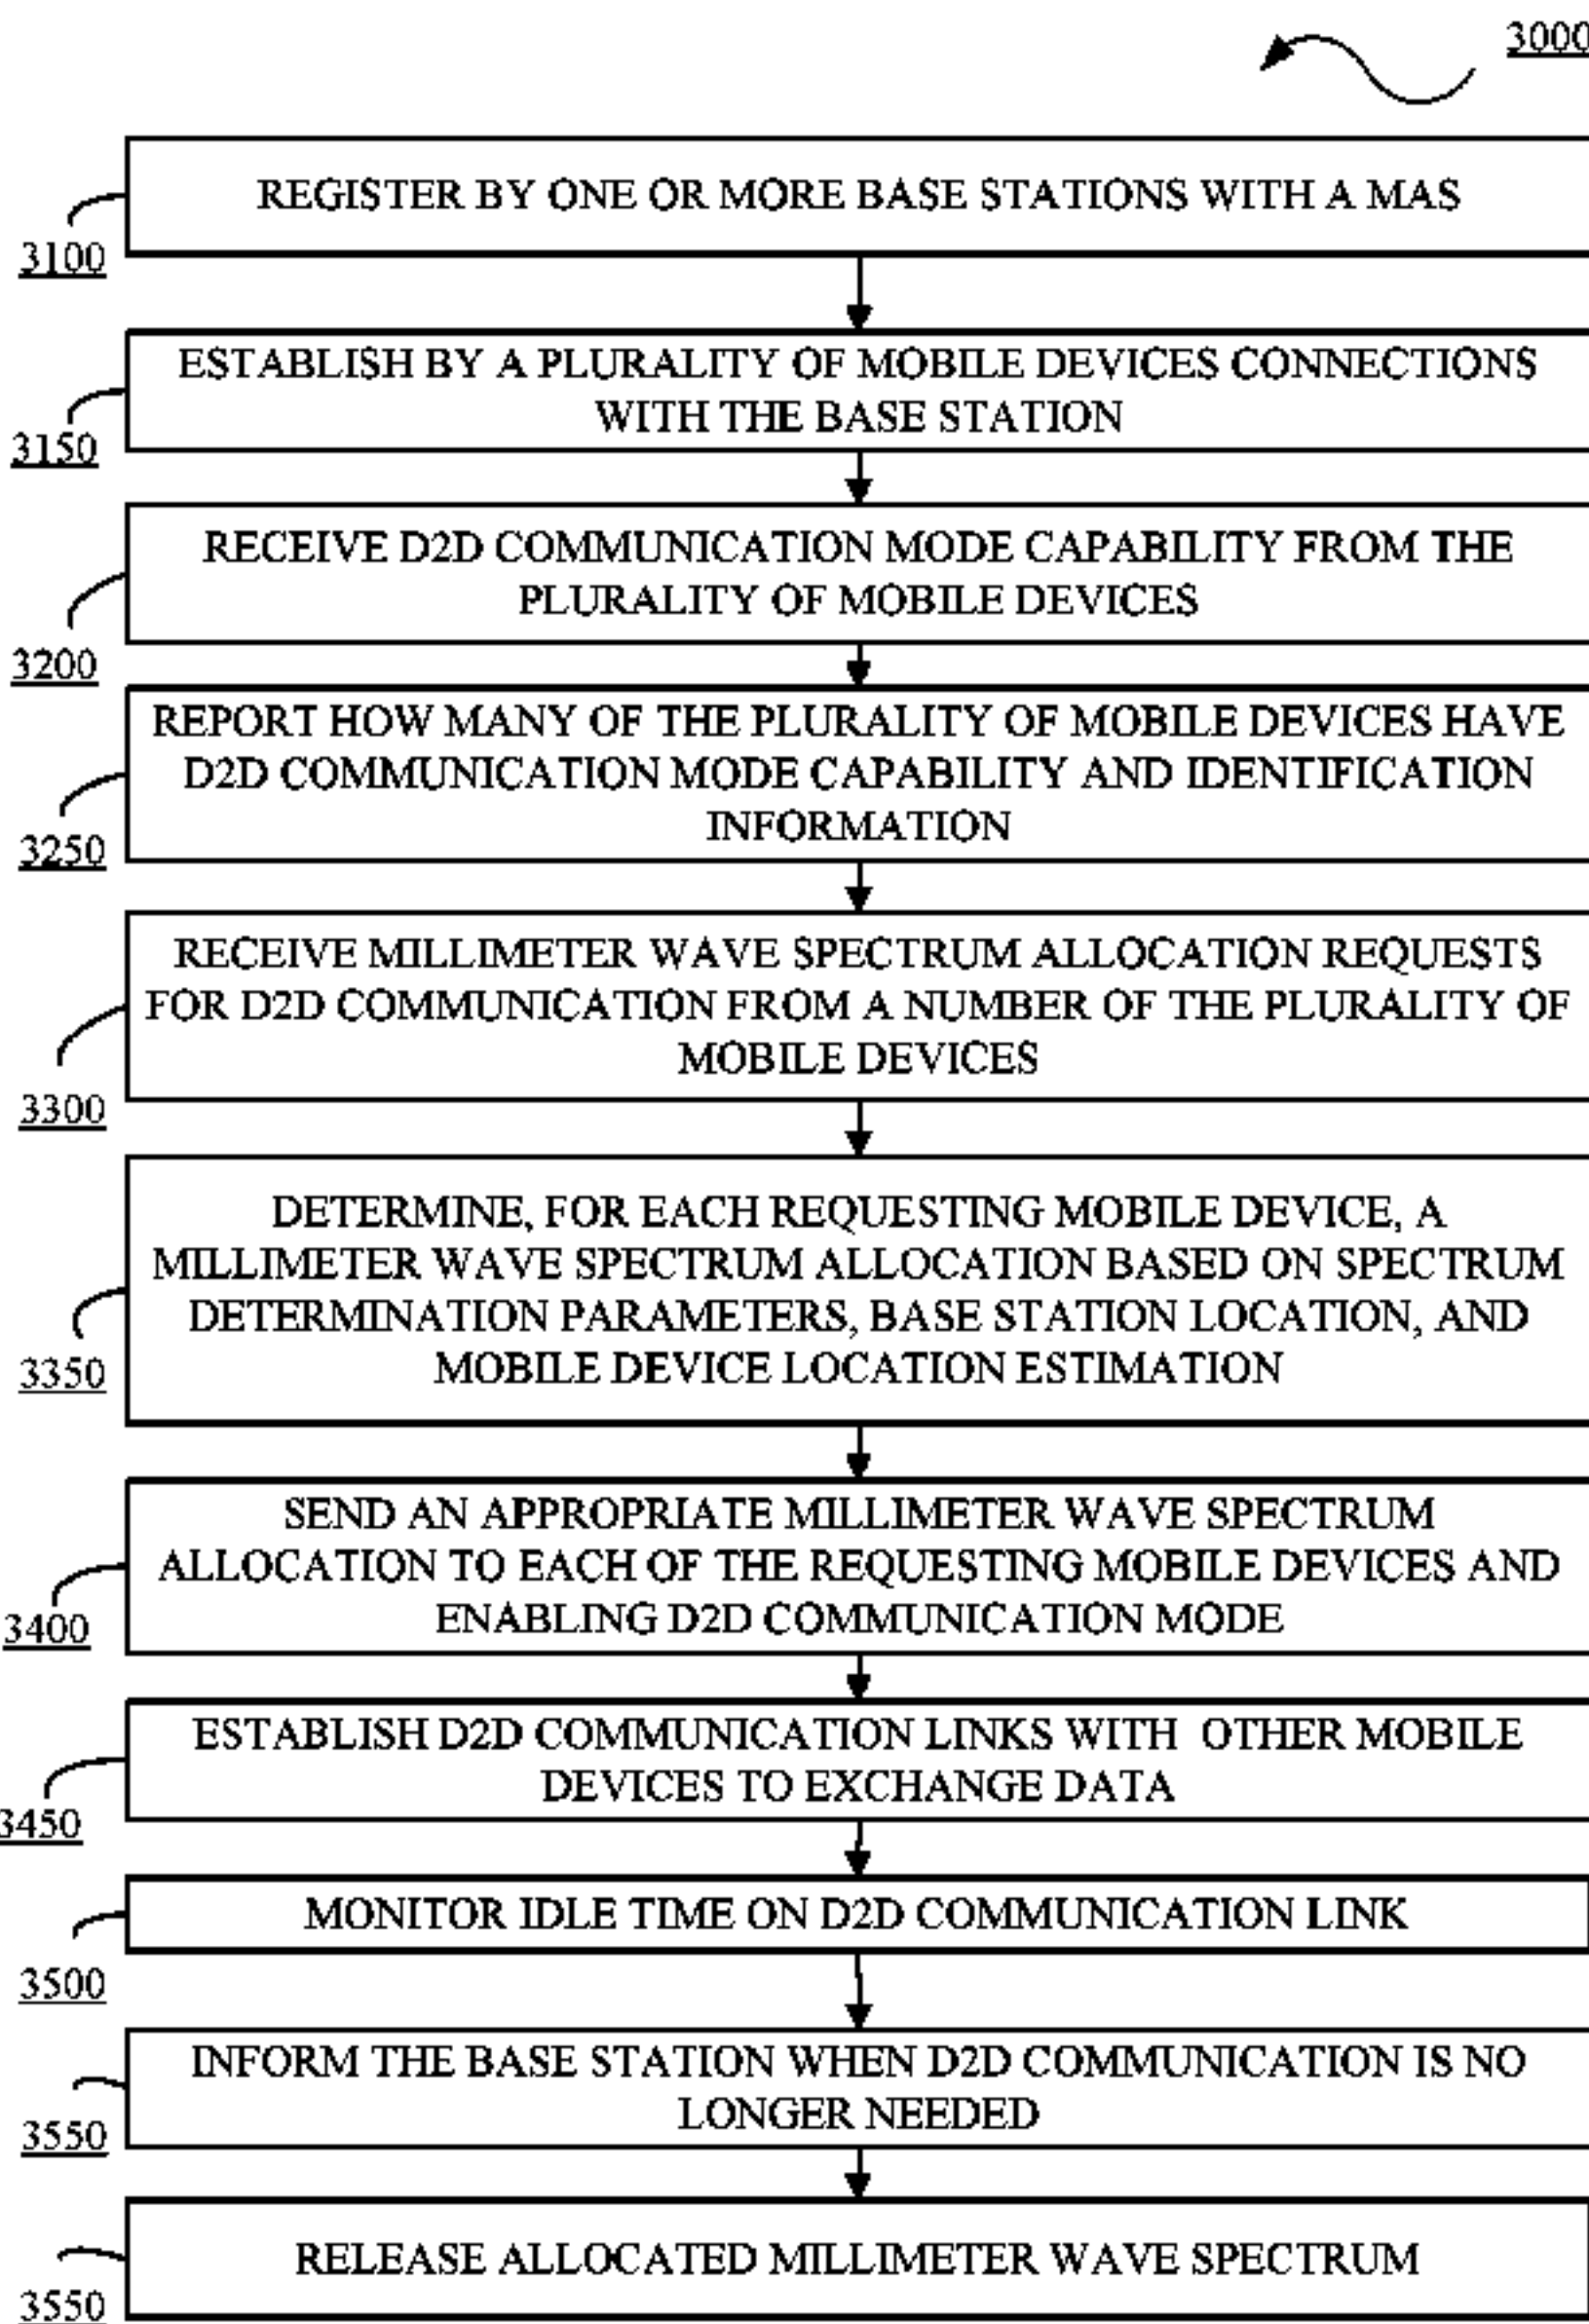 3000
REGISTER BY ONE OR MORE BASE STATIONS WITH A MAS
3100
ESTABLISH BY A PLURALITY OF MOBILE DEVICES CONNECTIONS
WITH THE BASE STATION
3150
RECEIVE D2D COMMUNICATION MODE CAPABILITY FROM THE
PLURALITY OF MOBILE DEVICES
3200
REPORT HOW MANY OF THE PLURALITY OF MOBILE DEVICES HAVE
D2D COMMUNICATION MODE CAPABILITY AND IDENTIFICATION
INFORMATION
3250
RECEIVE MILLIMETER WAVE SPECTRUM ALLOCATION REQUESTS
FOR D2D COMMUNICATION FROM A NUMBER OF THE PLURALITY OF
MOBILE DEVICES
3300
DETERMINE, FOR EACH REQUESTING MOBILE DEVICE, A
MILLIMETER WAVE SPECTRUM ALLOCATION BASED ON SPECTRUM
DETERMINATION PARAMETERS, BASE STATION LOCATION, AND
MOBILE DEVICE LOCATION ESTIMATION
3350
SEND AN APPROPRIATE MILLIMETER WAVE SPECTRUM
ALLOCATION TO EACH OF THE REQUESTING MOBILE DEVICES AND
ENABLING D2D COMMUNICATION MODE
3400
ESTABLISH D2D COMMUNICATION LINKS WITH OTHER MOBILE
DEVICES TO EXCHANGE DATA
3450
MONITOR IDLE TIME ON D2D COMMUNICATION LINK
3500
INFORM THE BASE STATION WHEN D2D COMMUNICATION IS NO
LONGER NEEDED
3550
RELEASE ALLOCATED MILLIMETER WAVE SPECTRUM
3550